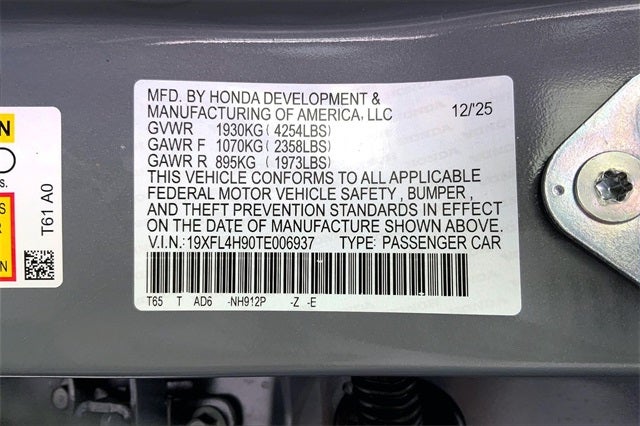 MFD. BY HONDA DEVELOPMENT &
MANUFACTURING OF AMERICA, LLC 12/'25
GVWR 1930KG(4254LBS)
GAWR F 1070KG(2358LBS)
GAWR R 895KG(1973LBS)
THIS VEHICLE CONFORMS TO ALL APPLICABLE
FEDERAL MOTOR VEHICLE SAFETY , BUMPER,
AND THEFT PREVENTION STANDARDS IN EFFECT
ON THE DATE OF MANUFACTURE SHOWN ABOVE.
V.I.N.: 19XFL4H90TE006937 TYPE: PASSENGER CAR
T65 T AD6 -NH912P -Z -E
T61 A0